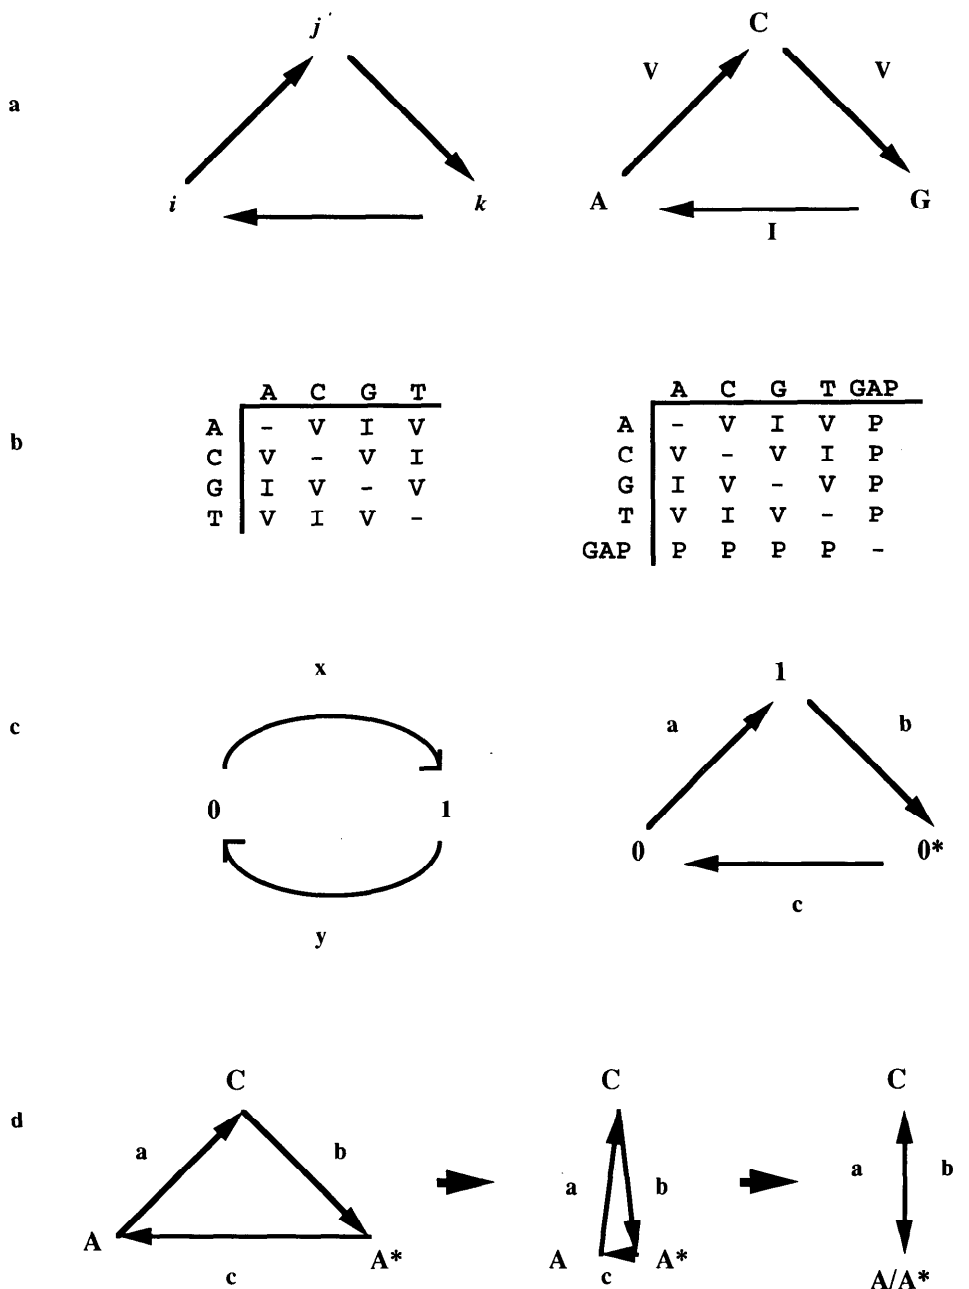 a
j
i
k
C
V
V
A
G
I
b
A C G T
A - V I V
C V - V I
G I V - V
T V I V -
A C G T GAP
A - V I V P
C V - V I P
G I V - V P
T V I V - P
GAP P P P P -
c
x
0
1
y
1
a
b
0
0*
c
d
C
a
b
A
A*
c
C
a
b
A
A*
c
C
a
b
A/A*